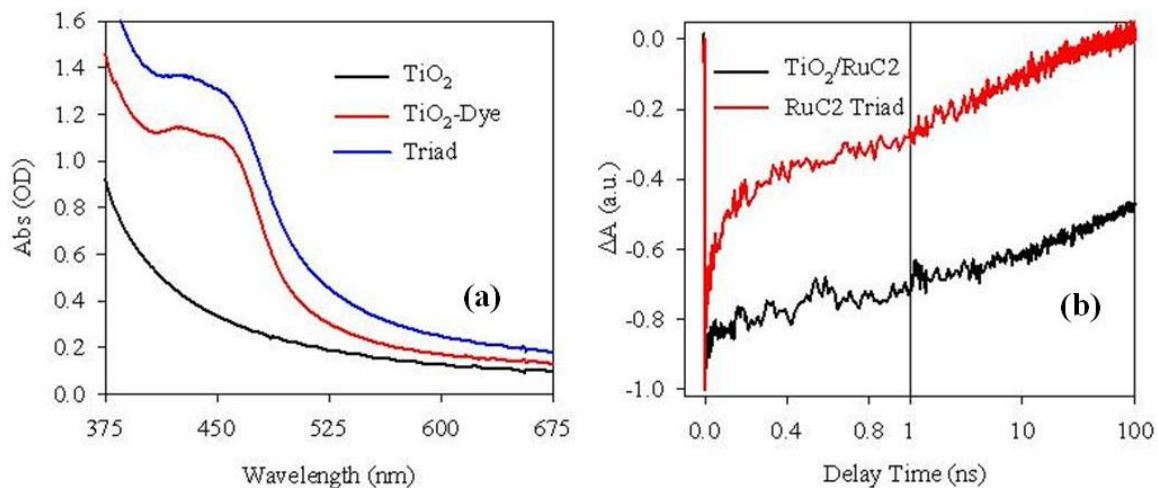 1.6
1.4
1.2
1.0
0.8
0.6
0.4
0.2
0.0
Abs (OD)
TiO2
TiO2-Dye
Triad
(a)
375 450 525 600 675
Wavelength (nm)
0.0
-0.2
-0.4
-0.6
-0.8
-1.0
ΔA (a.u.)
TiO2/RuC2
RuC2 Triad
(b)
0.0 0.4 0.8 1 10 100
Delay Time (ns)